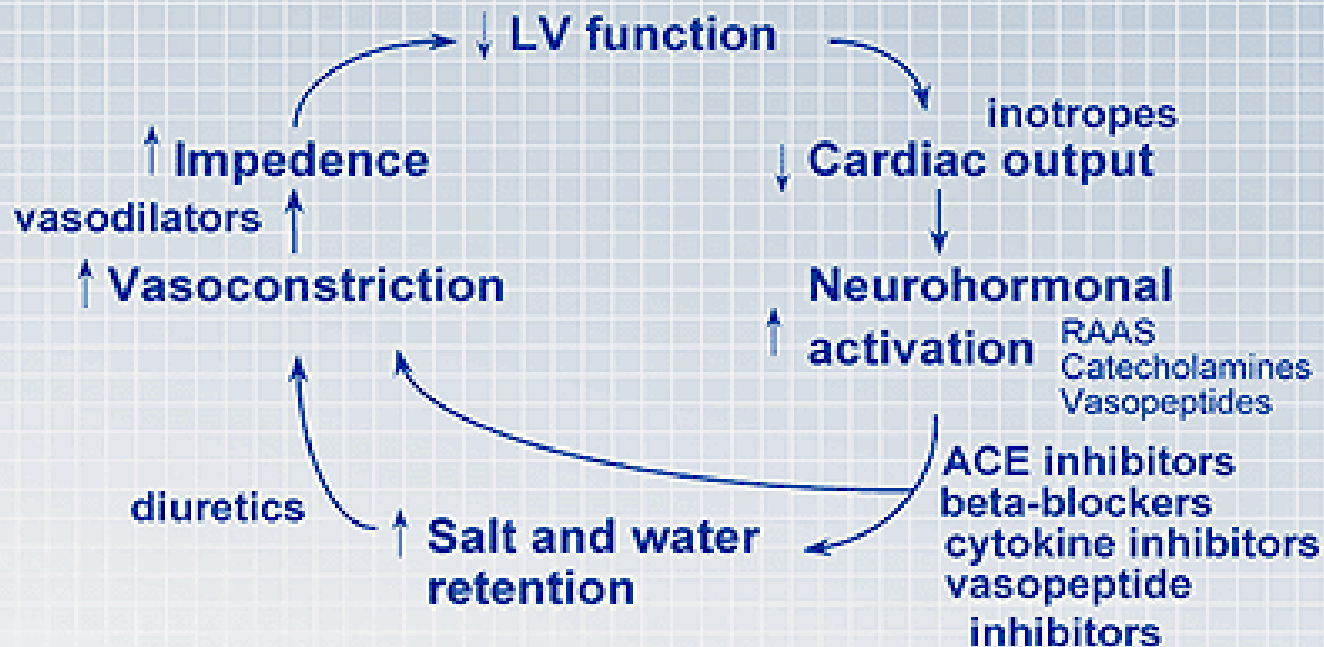 ↓ LV function
inotropes
↓ Cardiac output
Neurohormonal
↑ activation
RAAS
Catecholamines
Vasopeptides
ACE inhibitors
beta-blockers
cytokine inhibitors
vasopeptide
inhibitors
↑ Salt and water
retention
diuretics
↑ Vasoconstriction
vasodilators
↑ Impedence